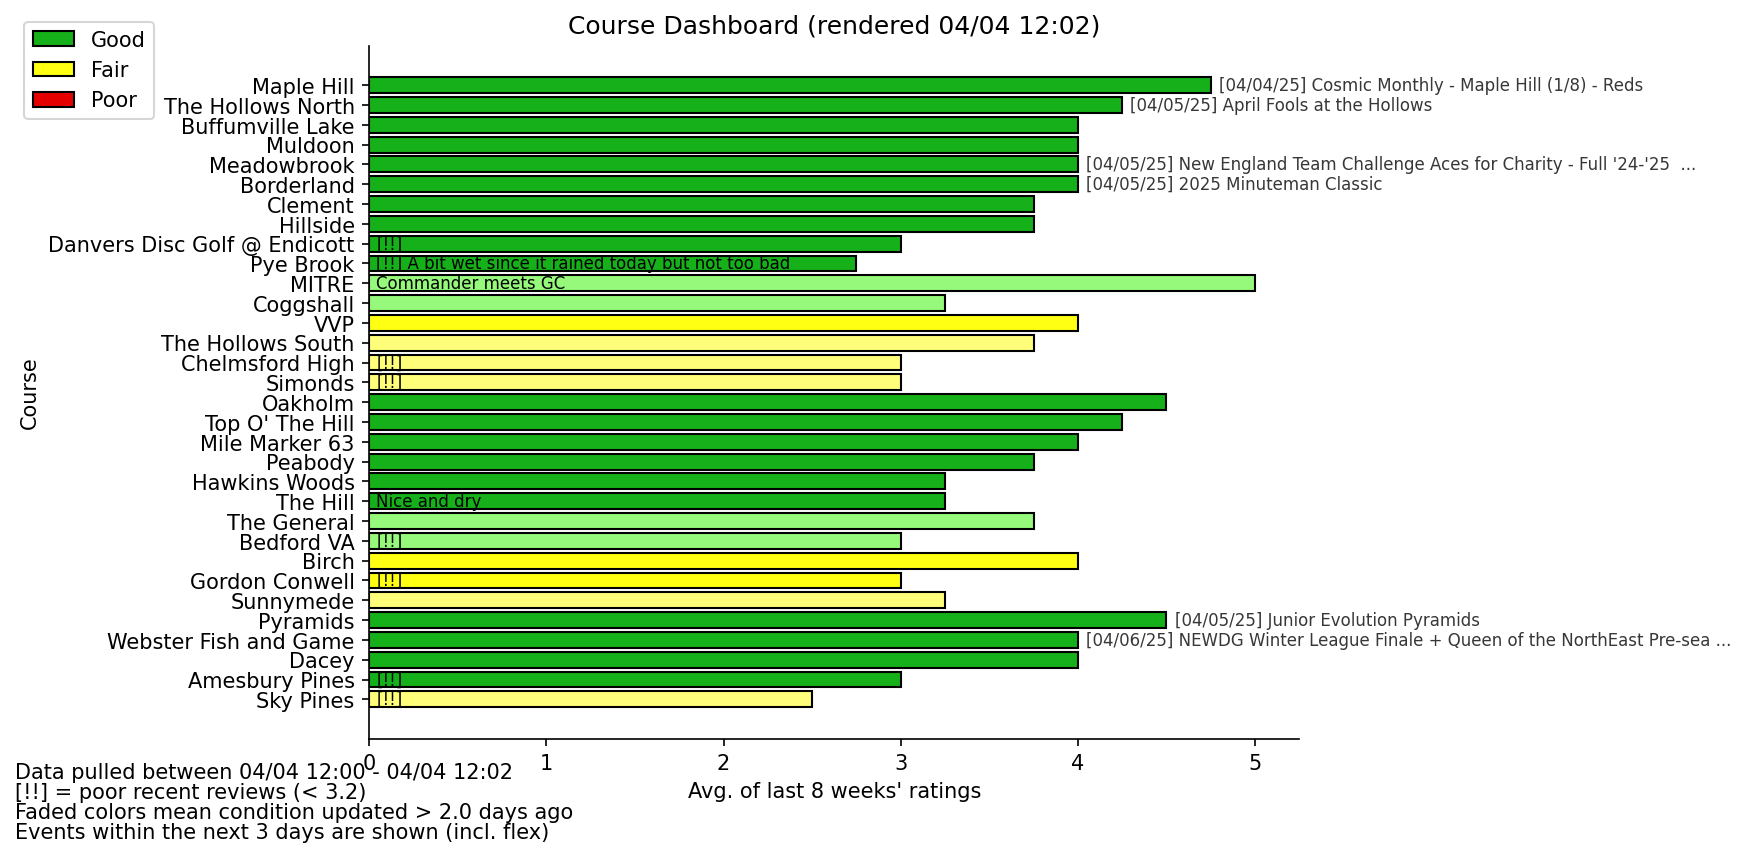 Course Dashboard (rendered 04/04 12:02)
Good
Fair
Poor
Course
Maple Hill [04/04/25] Cosmic Monthly - Maple Hill (1/8) - Reds
The Hollows North [04/05/25] April Fools at the Hollows
Buffumville Lake
Muldoon
Meadowbrook [04/05/25] New England Team Challenge Aces for Charity - Full '24-'25 ...
Borderland [04/05/25] 2025 Minuteman Classic
Clement
Hillside
Danvers Disc Golf @ Endicott [!!]
Pye Brook [!!] A bit wet since it rained today but not too bad
MITRE Commander meets GC
Coggshall
VVP
The Hollows South
Chelmsford High [!!]
Simonds [!!]
Oakholm
Top O' The Hill
Mile Marker 63
Peabody
Hawkins Woods
The Hill Nice and dry
The General
Bedford VA [!!]
Birch
Gordon Conwell [!!]
Sunnymede
Pyramids [04/05/25] Junior Evolution Pyramids
Webster Fish and Game [04/06/25] NEWDG Winter League Finale + Queen of the NorthEast Pre-sea ...
Dacey
Amesbury Pines [!!]
Sky Pines [!!]
0 1 2 3 4 5
Avg. of last 8 weeks' ratings
Data pulled between 04/04 12:00 - 04/04 12:02
[!!] = poor recent reviews (< 3.2)
Faded colors mean condition updated > 2.0 days ago
Events within the next 3 days are shown (incl. flex)